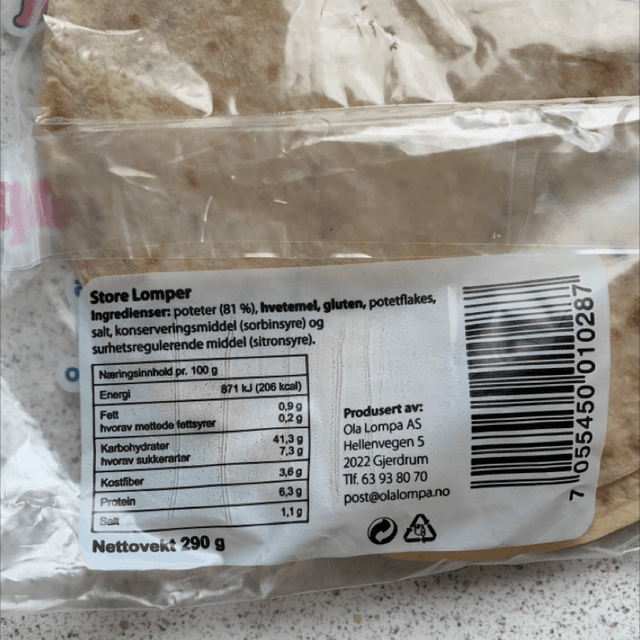 Store Lomper
Ingredienser: poteter (81 %), hvetemel, gluten, potetflakes,
salt, konserveringsmiddel (sorbinsyre) og
surhetsregulerende middel (sitronsyre).
Næringsinnhold pr. 100 g
Energi 871 kJ (206 kcal)
Fett 0,9 g
hvorav mettede fettsyrer 0,2 g
Karbohydrater 41,3 g
hvorav sukkerarter 7,3 g
Kostfiber 3,6 g
Protein 6,3 g
Salt 1,1 g
Nettovekt 290 g
Produsert av:
Ola Lompa AS
Hellenvegen 5
2022 Gjerdrum
Tlf. 63 93 80 70
post@olalompa.no
7 055450 010287